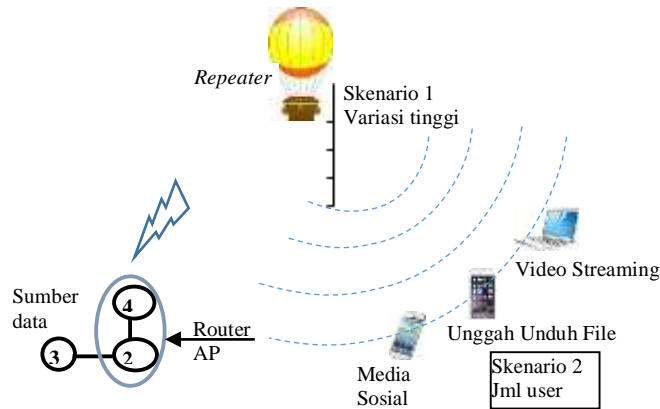 Repeater
Skenario 1
Variasi tinggi
Video Streaming
Sumber
data
4
3
2
Router
AP
Unggah Unduh File
Media
Sosial
Skenario 2
Jml user